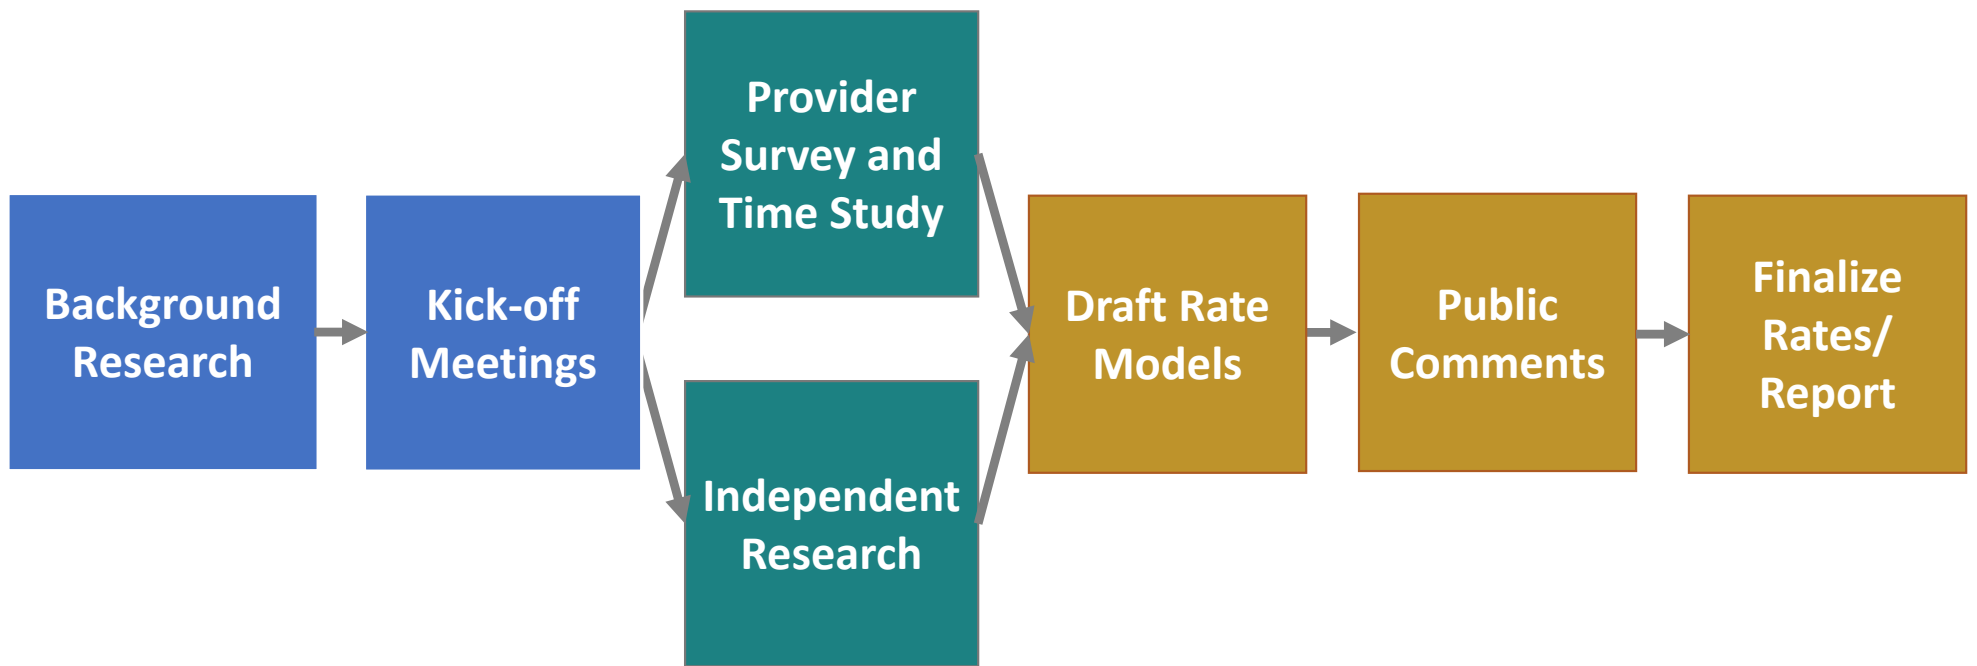 Background
Research
Kick-off
Meetings
Provider
Survey and
Time Study
Independent
Research
Draft Rate
Models
Public
Comments
Finalize
Rates/
Report